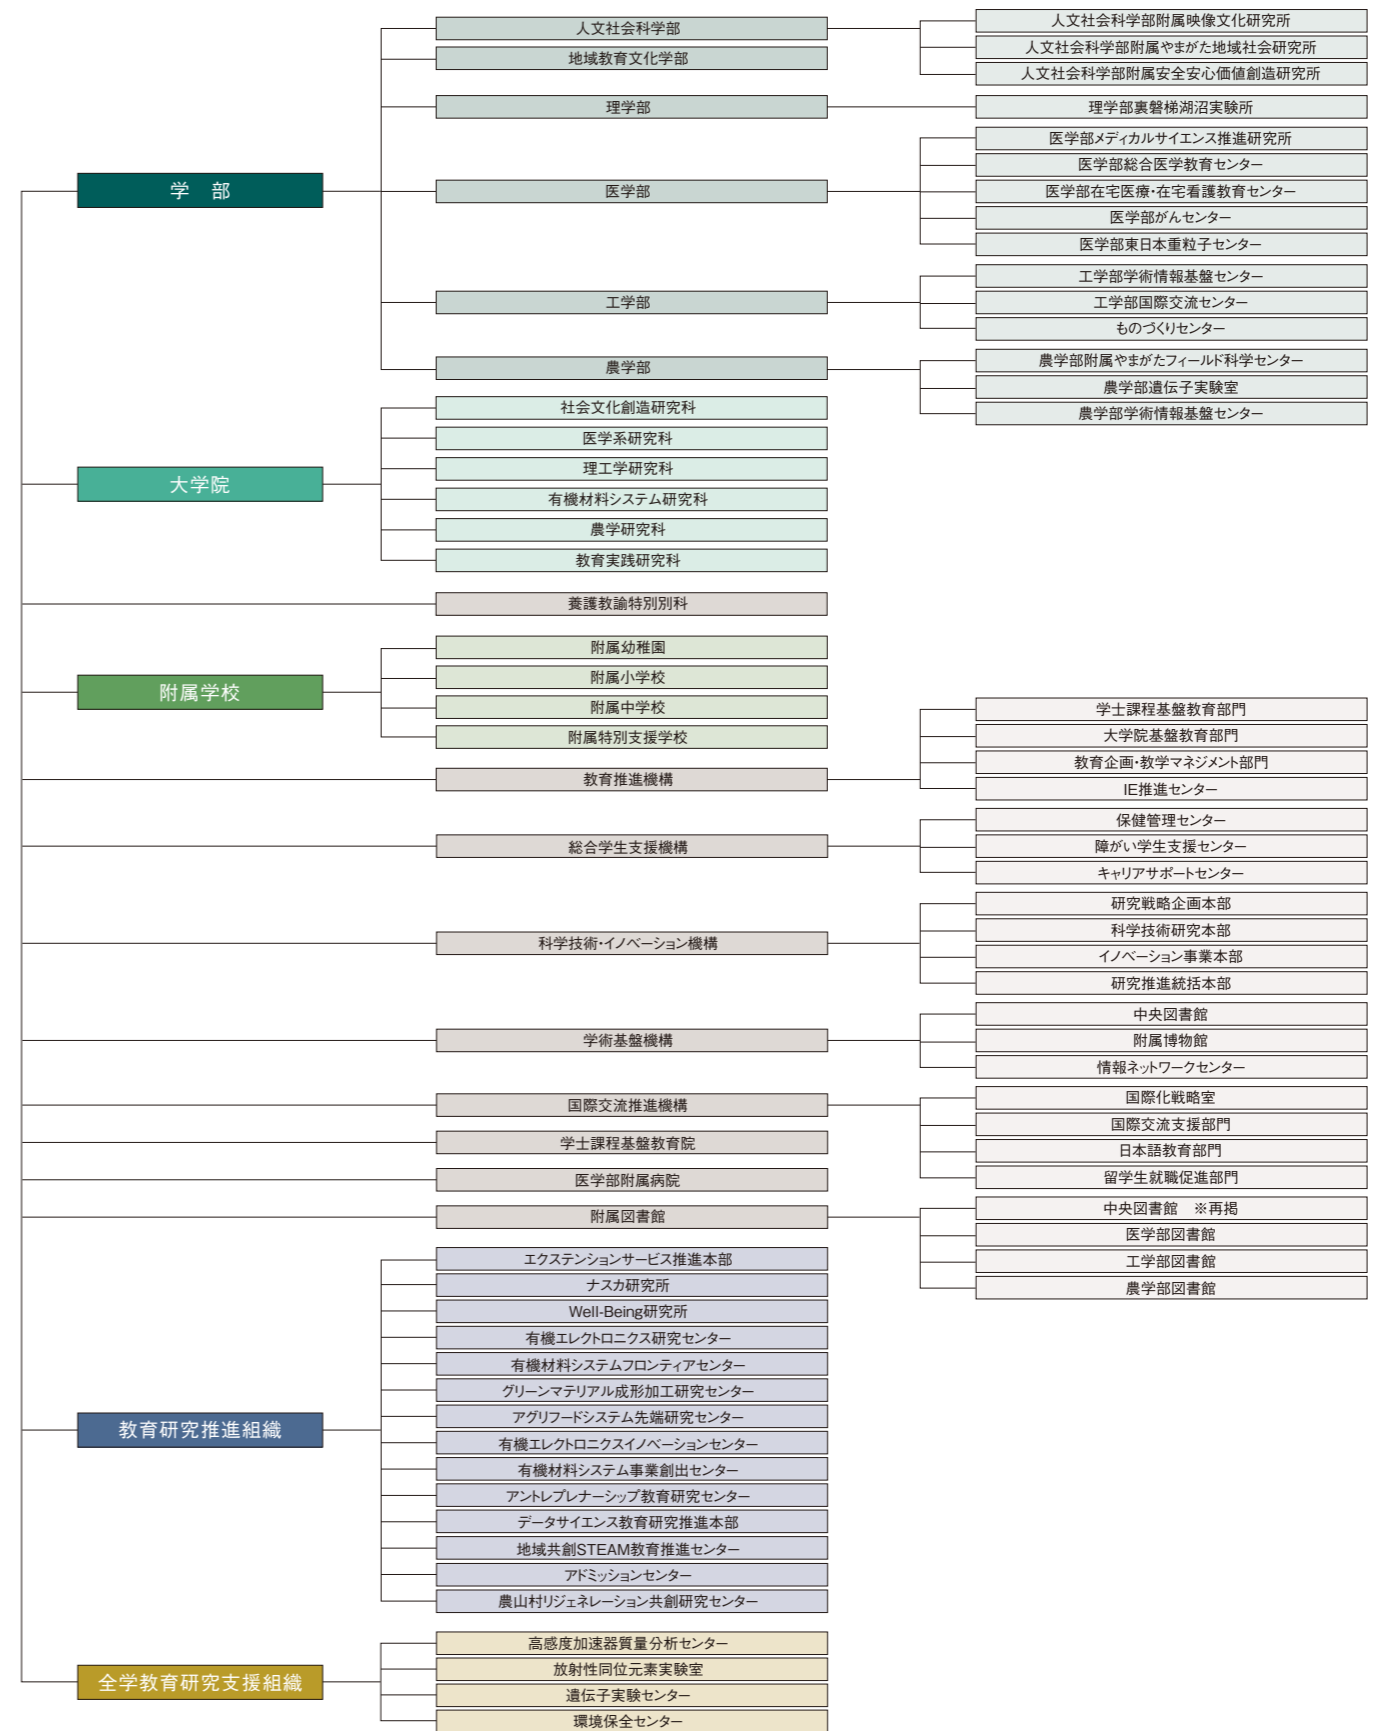 学　部
人文社会科学部
人文社会科学部附属映像文化研究所
人文社会科学部附属やまがた地域社会研究所
人文社会科学部附属安全安心価値創造研究所
地域教育文化学部
理学部
理学部裏磐梯湖沼実験所
医学部
医学部メディカルサイエンス推進研究所
医学部総合医学教育センター
医学部在宅医療・在宅看護教育センター
医学部がんセンター
医学部東日本重粒子センター
工学部
工学部学術情報基盤センター
工学部国際交流センター
ものづくりセンター
農学部
農学部附属やまがたフィールド科学センター
農学部遺伝子実験室
農学部学術情報基盤センター
大学院
社会文化創造研究科
医学系研究科
理工学研究科
有機材料システム研究科
農学研究科
教育実践研究科
養護教諭特別別科
附属学校
附属幼稚園
附属小学校
附属中学校
附属特別支援学校
教育推進機構
学士課程基盤教育部門
大学院基盤教育部門
教育企画・教学マネジメント部門
IE推進センター
総合学生支援機構
保健管理センター
障がい学生支援センター
キャリアサポートセンター
科学技術・イノベーション機構
研究戦略企画本部
科学技術研究本部
イノベーション事業本部
研究推進統括本部
学術基盤機構
中央図書館
附属博物館
情報ネットワークセンター
国際交流推進機構
国際化戦略室
国際交流支援部門
日本語教育部門
留学生就職促進部門
学士課程基盤教育院
医学部附属病院
附属図書館
中央図書館　※再掲
医学部図書館
工学部図書館
農学部図書館
教育研究推進組織
エクステンションサービス推進本部
ナスカ研究所
Well-Being研究所
有機エレクトロニクス研究センター
有機材料システムフロンティアセンター
グリーンマテリアル成形加工研究センター
アグリフードシステム先端研究センター
有機エレクトロニクスイノベーションセンター
有機材料システム事業創出センター
アントレプレナーシップ教育研究センター
データサイエンス教育研究推進本部
地域共創STEAM教育推進センター
アドミッションセンター
農山村リジェネレーション共創研究センター
全学教育研究支援組織
高感度加速器質量分析センター
放射性同位元素実験室
遺伝子実験センター
環境保全センター